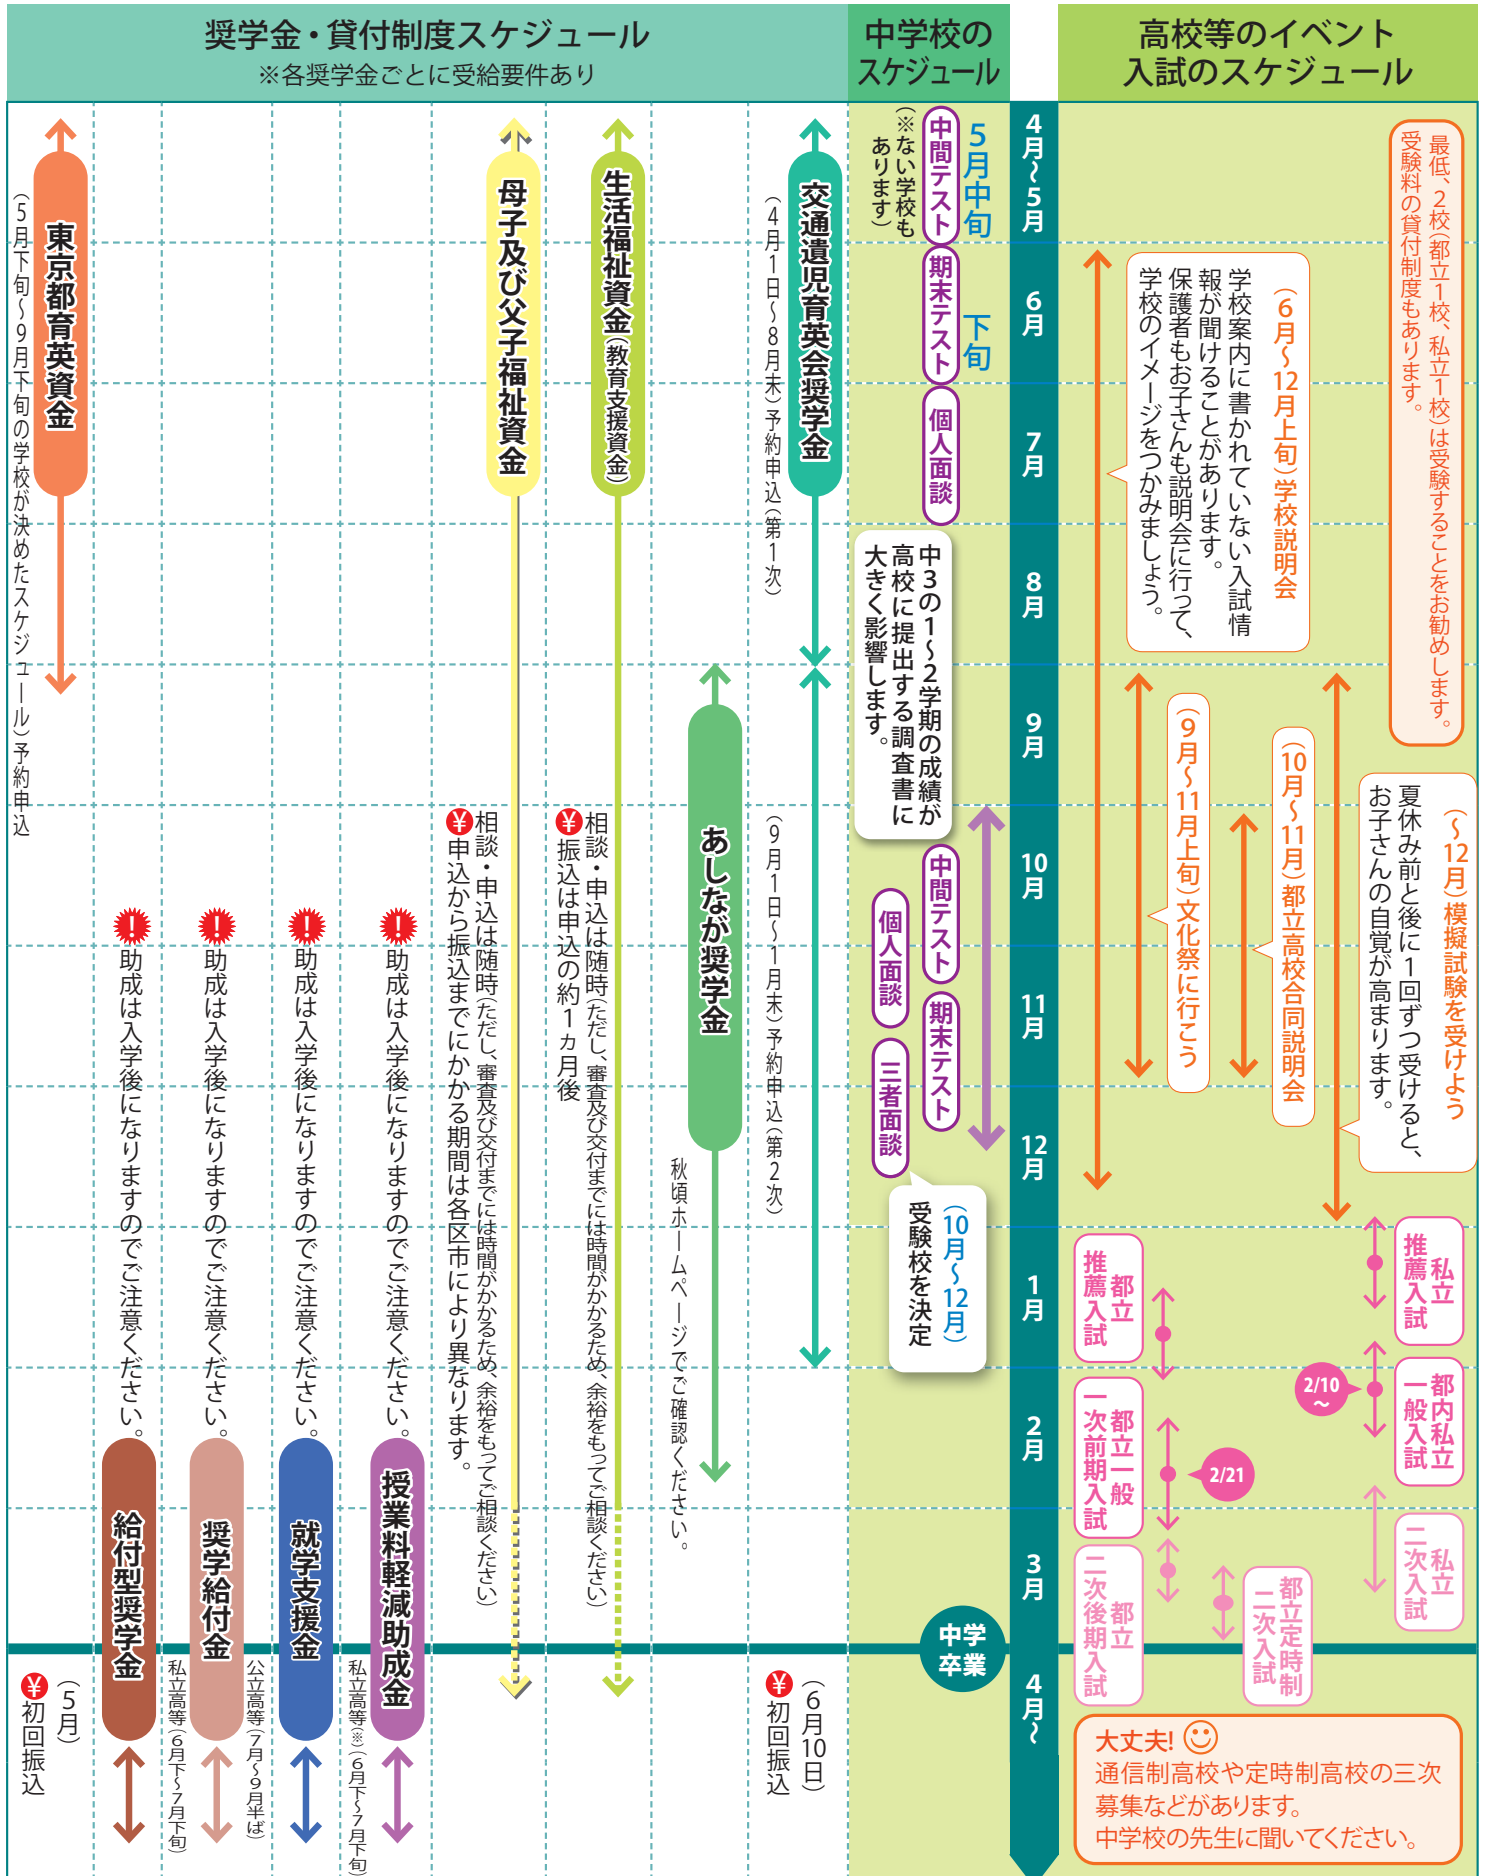 奨学金・貸付制度スケジュール
※各奨学金ごとに受給要件あり
中学校の
スケジュール
高校等のイベント
入試のスケジュール
4月〜5月
6月
7月
8月
9月
10月
11月
12月
1月
2月
3月
4月〜
中学
卒業
最低、2校(都立1校、私立1校)は受験することをお勧めします。
受験料の貸付制度もあります。
(6月〜12月上旬)学校説明会
学校案内に書かれていない入試情
報が聞けることがあります。
保護者もお子さんも説明会に行って、
学校のイメージをつかみましょう。
(〜12月)模擬試験を受けよう
夏休み前と後に1回ずつ受けると、
お子さんの自覚が高まります。
(10月〜11月)都立高校合同説明会
(9月〜11月上旬)文化祭に行こう
私立
推薦入試
都立
推薦入試
都内私立
一般入試
2/10
〜
都立一般
一次前期入試
2/21
私立
二次入試
都立定時制
二次入試
都立
二次後期入試
大丈夫!
通信制高校や定時制高校の三次
募集などがあります。
中学校の先生に聞いてください。
5月中旬
中間テスト
(※ない学校も
あります)
下旬
期末テスト
個人面談
中3の1〜2学期の成績が
高校に提出する調査書に
大きく影響します。
中間テスト
個人面談
期末テスト
三者面談
(10月〜12月)
受験校を決定
交通遺児育英会奨学金
(4月1日〜8月末)予約申込(第1次)
(9月1日〜1月末)予約申込(第2次)
(6月10日)
¥初回振込
あしなが奨学金
秋頃ホームページでご確認ください。
生活福祉資金(教育支援資金)
相談・申込は随時(ただし、審査及び交付までには時間がかかるため、余裕をもってご相談ください)
¥振込は申込の約1ヵ月後
母子及び父子福祉資金
相談・申込は随時(ただし、審査及び交付までには時間がかかるため、余裕をもってご相談ください)
¥申込から振込までにかかる期間は各区市により異なります。
!助成は入学後になりますのでご注意ください。
授業料軽減助成金
私立高等(※)(6月下〜7月下旬)
!助成は入学後になりますのでご注意ください。
就学支援金
!助成は入学後になりますのでご注意ください。
奨学給付金
公立高等(7月〜9月半ば)
私立高等(6月下〜7月下旬)
!助成は入学後になりますのでご注意ください。
給付型奨学金
東京都育英資金
(5月下旬〜9月下旬の学校が決めたスケジュール)予約申込
(5月)
¥初回振込